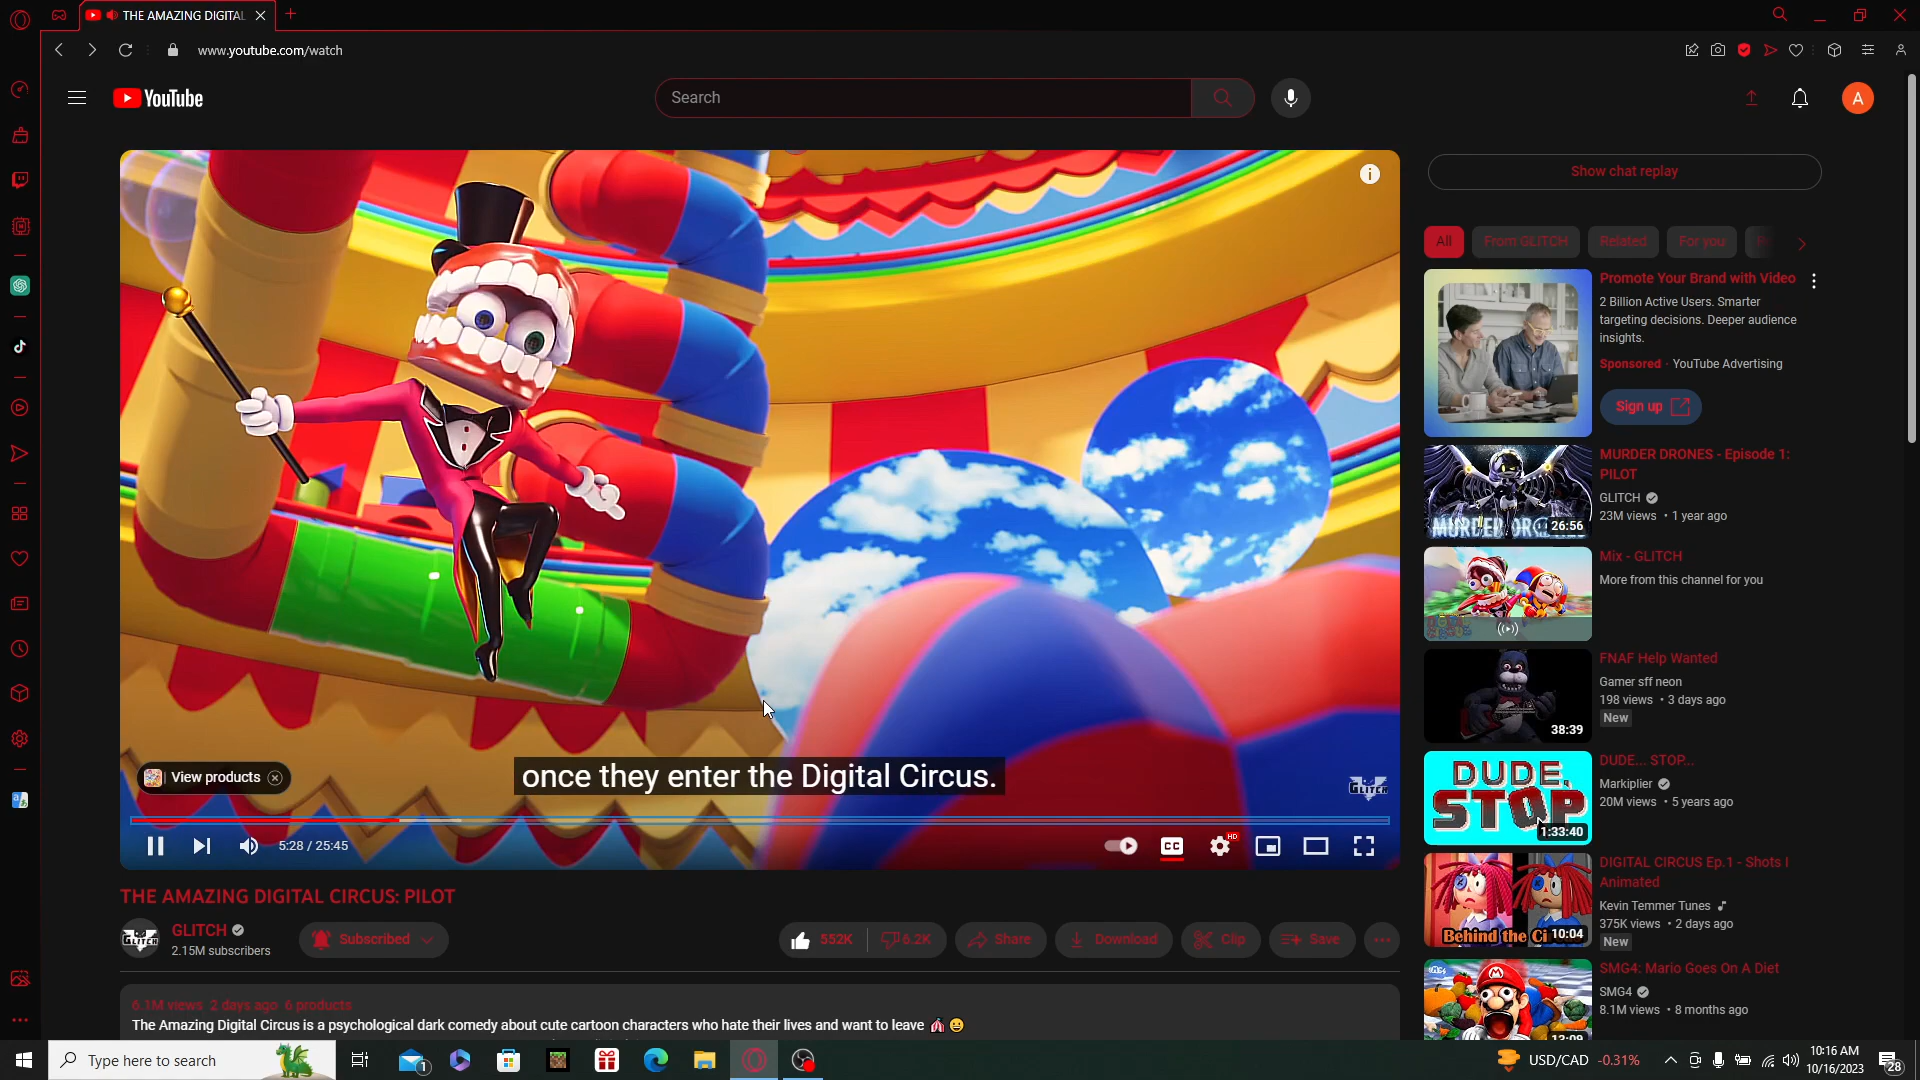 THE AMAZING DIGITAL
www.youtube.com/watch
YouTube
Search
A
once they enter the Digital Circus.
View products
GLITCH
5:28 / 25:45
CC
HD
THE AMAZING DIGITAL CIRCUS: PILOT
GLITCH
GLITCH
2.15M subscribers
Subscribed
552K
6.2K
Share
Download
Clip
Save
6.1M views 2 days ago 6 products
The Amazing Digital Circus is a psychological dark comedy about cute cartoon characters who hate their lives and want to leave 🎪 😀
Show chat replay
All
From GLITCH
Related
For you
Promote Your Brand with Video
2 Billion Active Users. Smarter
targeting decisions. Deeper audience
insights.
Sponsored · YouTube Advertising
Sign up
26:56
MURDER DRONES - Episode 1:
PILOT
GLITCH
23M views • 1 year ago
Mix - GLITCH
More from this channel for you
38:39
FNAF Help Wanted
Gamer sff neon
198 views • 3 days ago
New
DUDE,
STOP
1:33:40
DUDE... STOP...
Markiplier
20M views • 5 years ago
Behind the Ci
10:04
DIGITAL CIRCUS Ep.1 - Shots I
Animated
Kevin Temmer Tunes
375K views • 2 days ago
New
13:09
SMG4: Mario Goes On A Diet
SMG4
8.1M views • 8 months ago
Type here to search
1
USD/CAD -0.31%
10:16 AM
10/16/2023
28